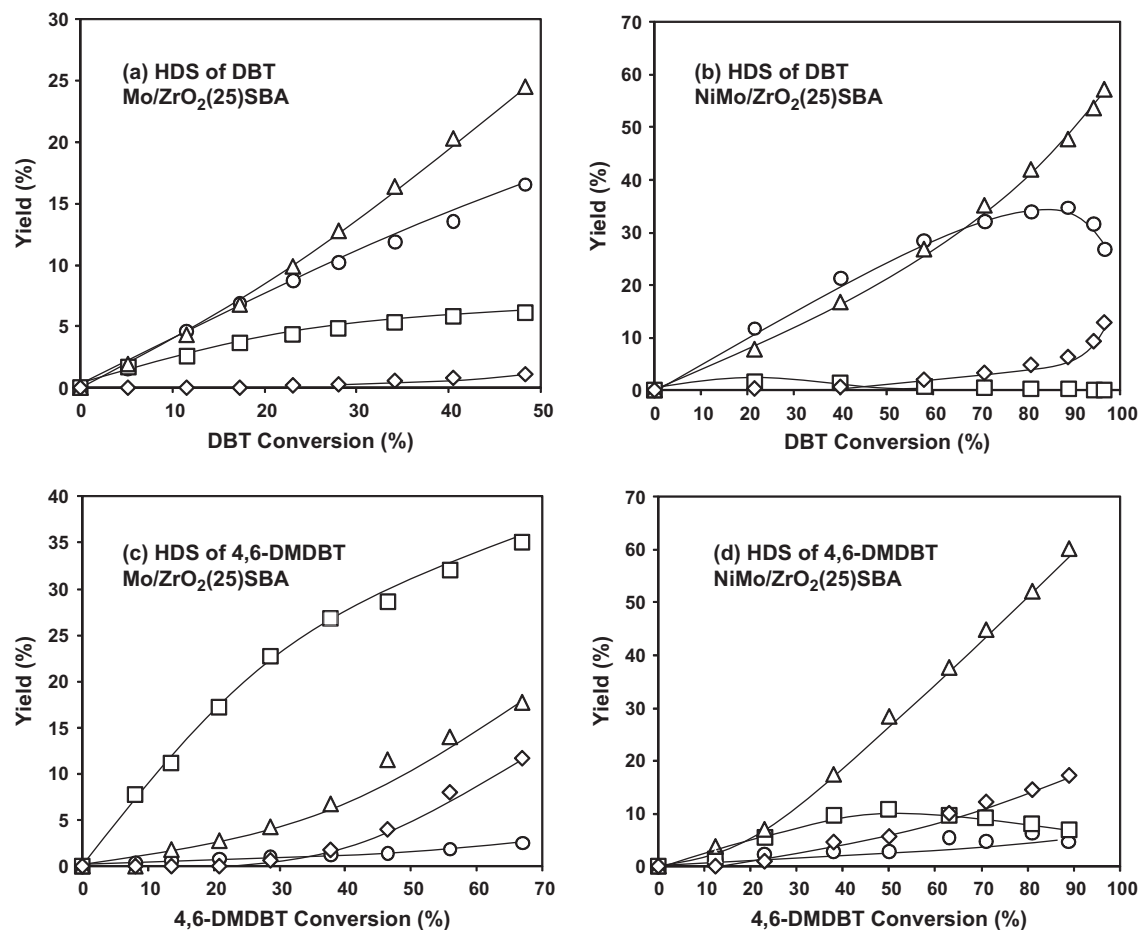 (a) HDS of DBT
Mo/ZrO₂(25)SBA
Yield (%)
30
25
20
15
10
5
0
0 10 20 30 40 50
DBT Conversion (%)
(b) HDS of DBT
NiMo/ZrO₂(25)SBA
Yield (%)
70
60
50
40
30
20
10
0
0 10 20 30 40 50 60 70 80 90 100
DBT Conversion (%)
(c) HDS of 4,6-DMDBT
Mo/ZrO₂(25)SBA
Yield (%)
40
35
30
25
20
15
10
5
0
0 10 20 30 40 50 60 70
4,6-DMDBT Conversion (%)
(d) HDS of 4,6-DMDBT
NiMo/ZrO₂(25)SBA
Yield (%)
70
60
50
40
30
20
10
0
0 10 20 30 40 50 60 70 80 90 100
4,6-DMDBT Conversion (%)